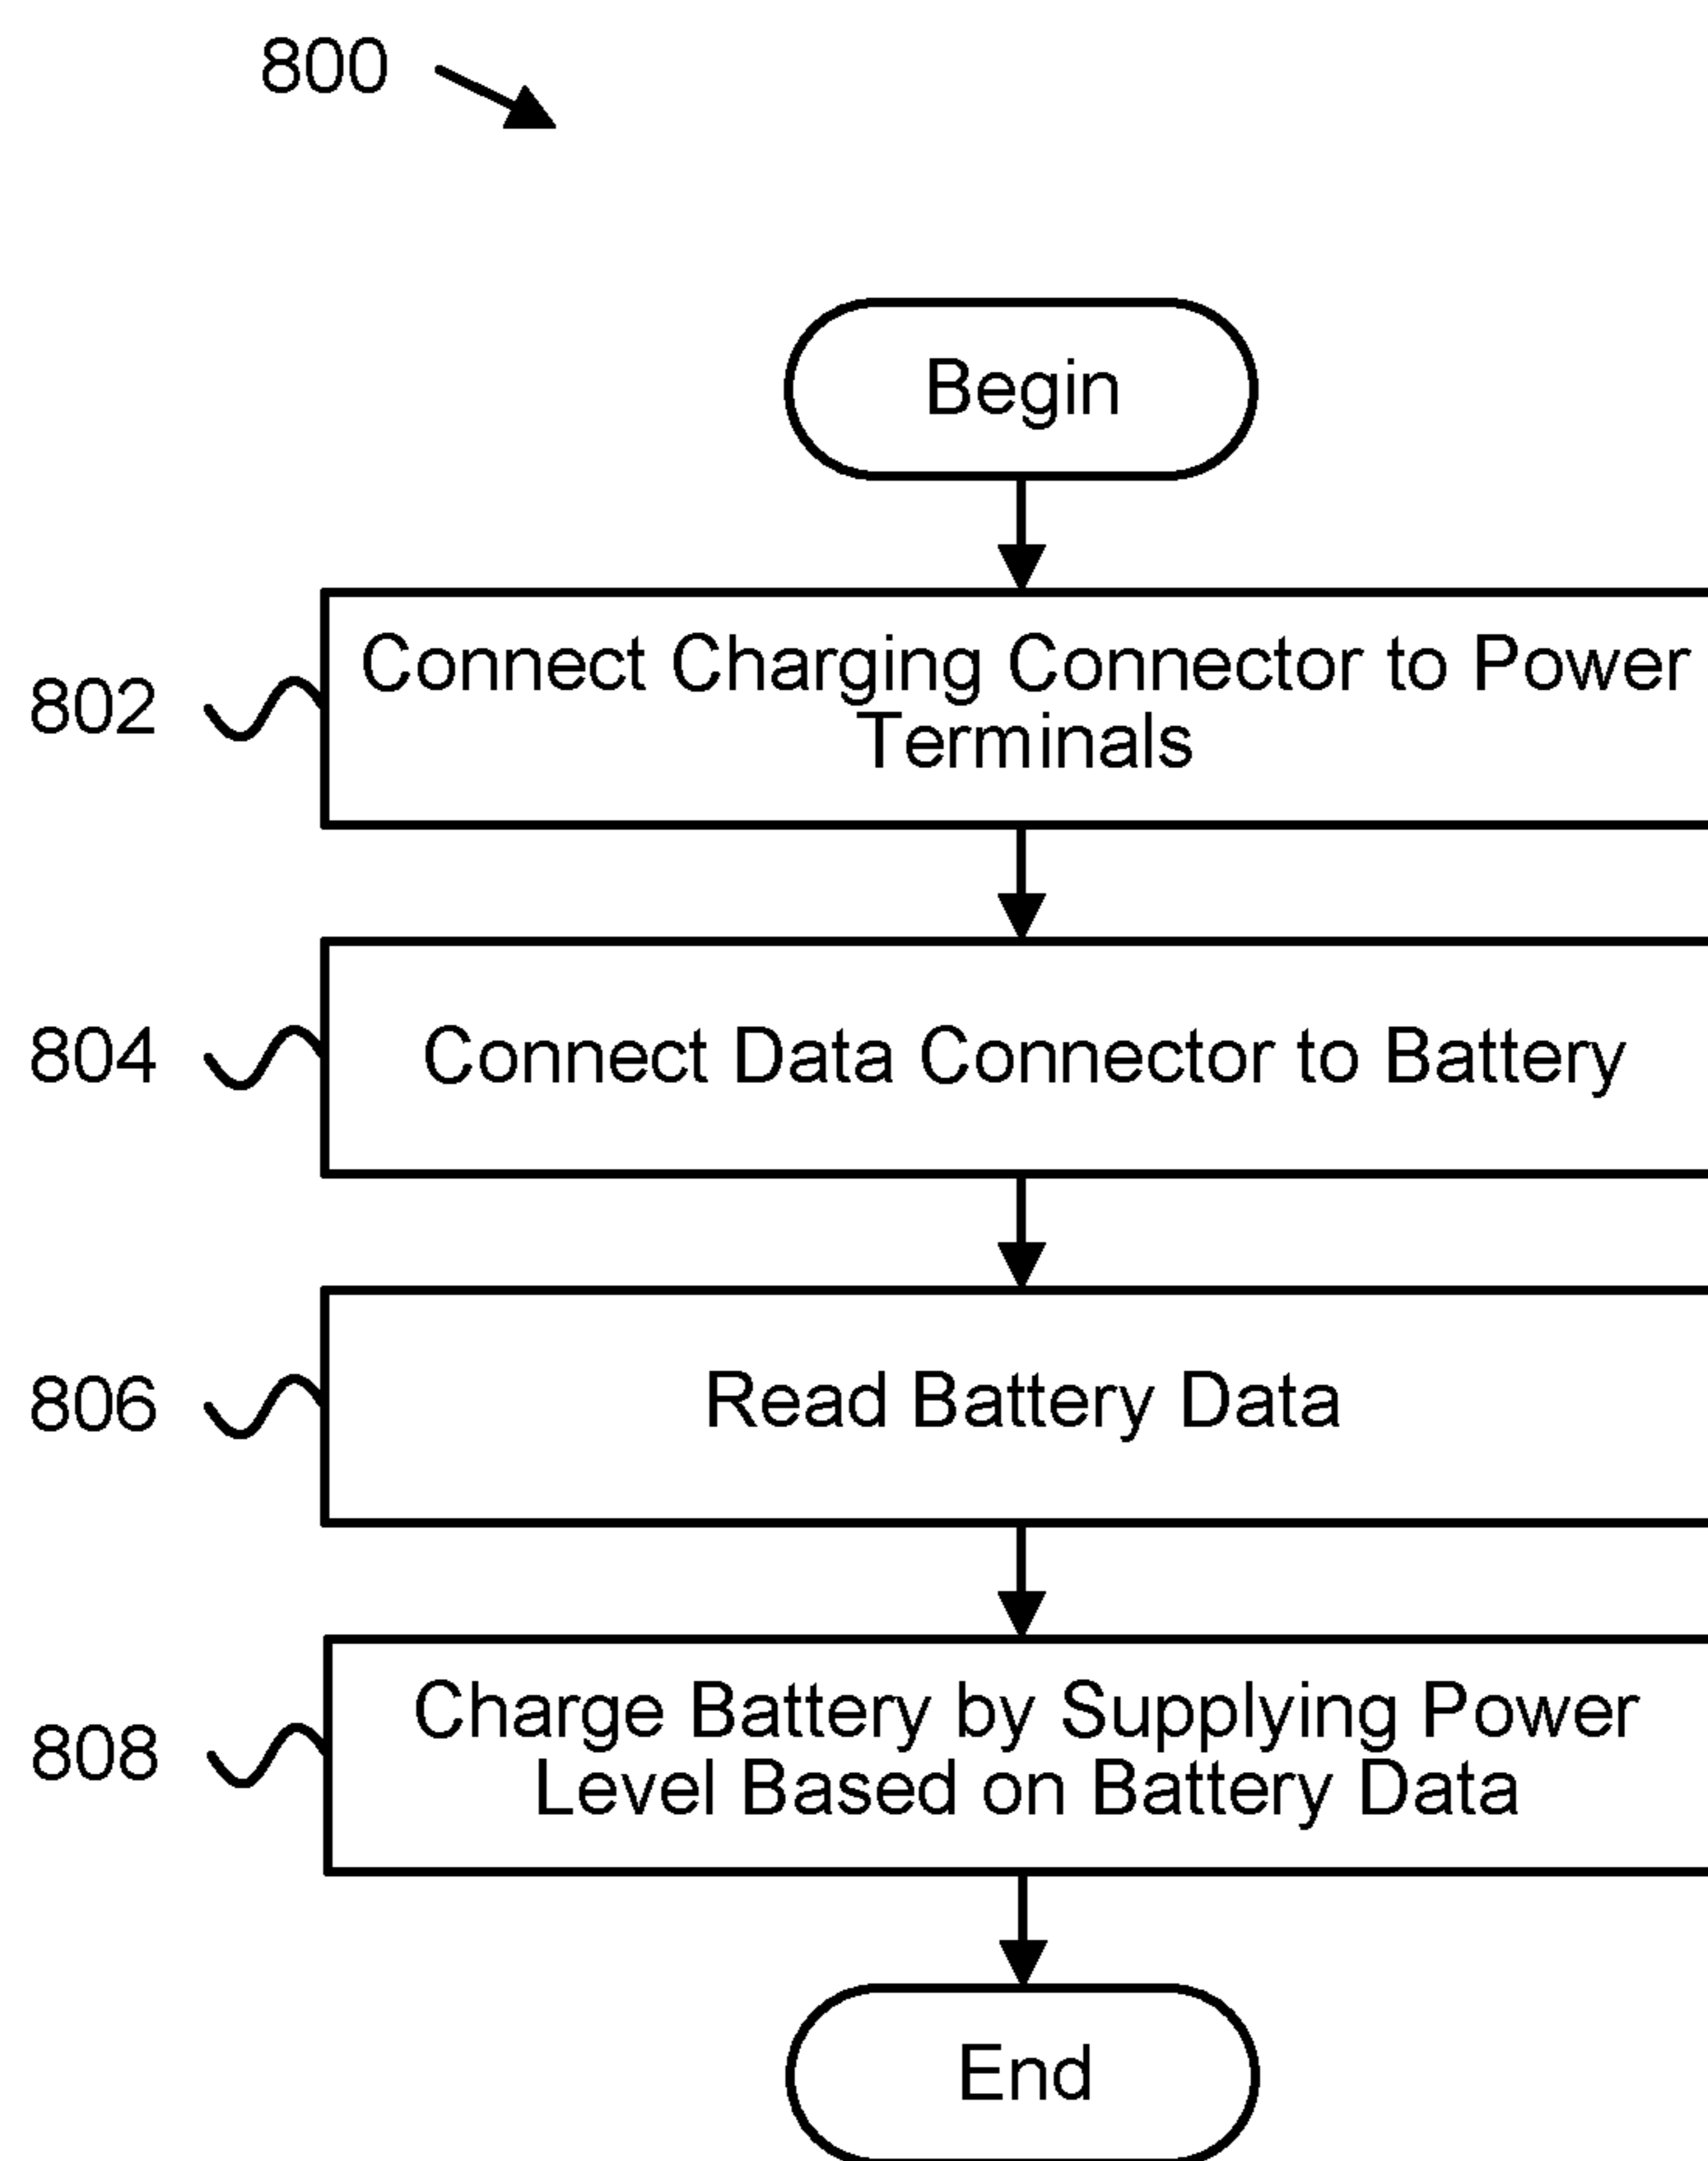 800
Begin
802
Connect Charging Connector to Power
Terminals
804
Connect Data Connector to Battery
806
Read Battery Data
808
Charge Battery by Supplying Power
Level Based on Battery Data
End